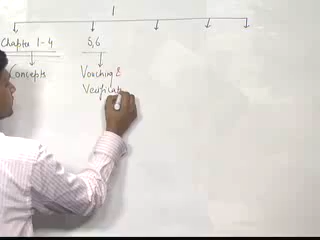 1
Chapter 1-4
5,6
Concepts
Vouching &
Verificat